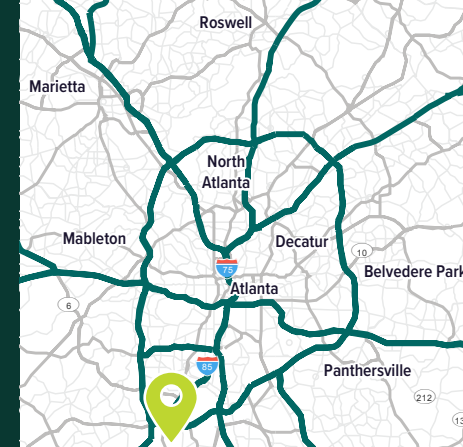 Roswell
Marietta
North
Atlanta
Mableton
Decatur
10
75
Belvedere Park
Atlanta
6
85
Panthersville
212